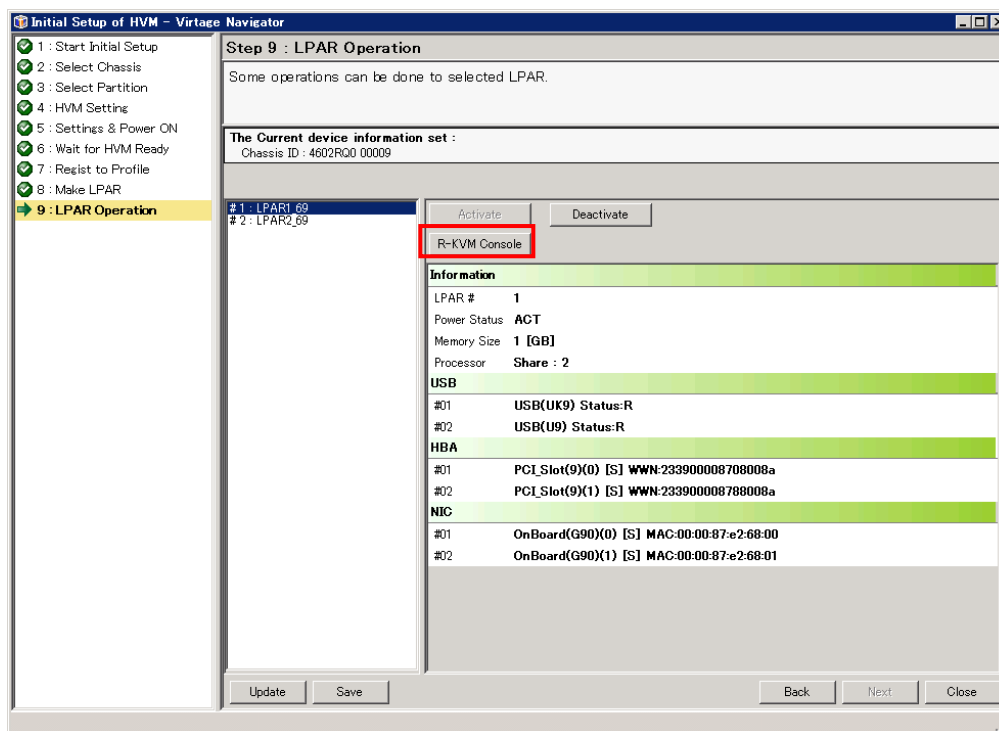 Initial Setup of HVM - Virtage Navigator
1 : Start Initial Setup
2 : Select Chassis
3 : Select Partition
4 : HVM Setting
5 : Settings & Power ON
6 : Wait for HVM Ready
7 : Regist to Profile
8 : Make LPAR
9 : LPAR Operation
Step 9 : LPAR Operation
Some operations can be done to selected LPAR.
The Current device information set :
Chassis ID : 4602RQ0 00009
# 1 : LPAR1_69
# 2 : LPAR2_69
Activate
Deactivate
R-KVM Console
Information
LPAR # 1
Power Status ACT
Memory Size 1 [GB]
Processor Share : 2
USB
#01 USB(UK9) Status:R
#02 USB(U9) Status:R
HBA
#01 PCI_Slot(9)(0) [S] WWN:233900008708008a
#02 PCI_Slot(9)(1) [S] WWN:233900008788008a
NIC
#01 OnBoard(G90)(0) [S] MAC:00:00:87:e2:68:00
#02 OnBoard(G90)(1) [S] MAC:00:00:87:e2:68:01
Update
Save
Back
Next
Close